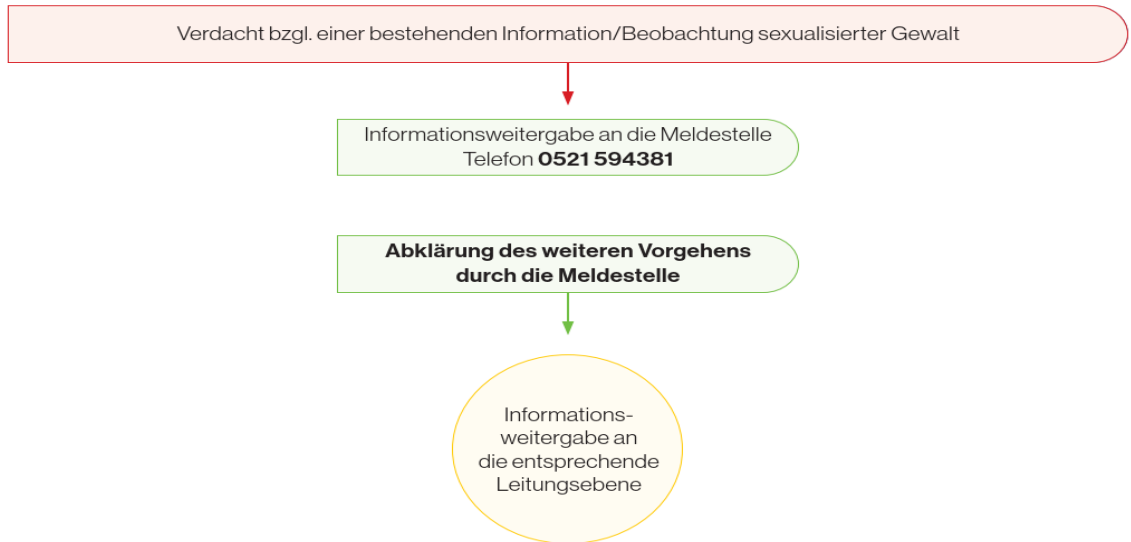 Verdacht bzgl. einer bestehenden Information/Beobachtung sexualisierter Gewalt
Informationsweitergabe an die Meldestelle
Telefon 0521 594381
Abklärung des weiteren Vorgehens
durch die Meldestelle
Informations-
weitergabe an
die entsprechende
Leitungsebene